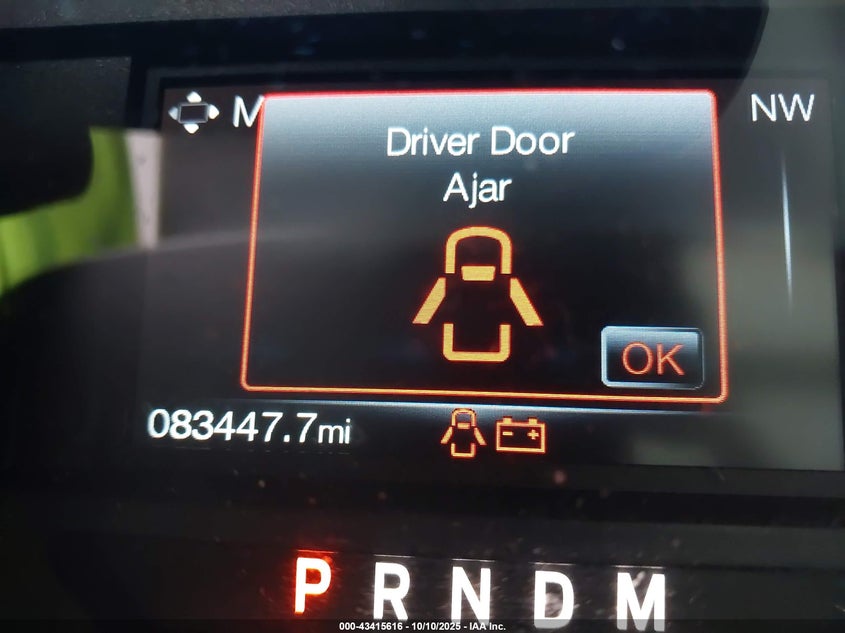 M
NW
Driver Door
Ajar
OK
083447.7mi
P R N D M
000-43415616 - 10/10/2025 - IAA Inc.